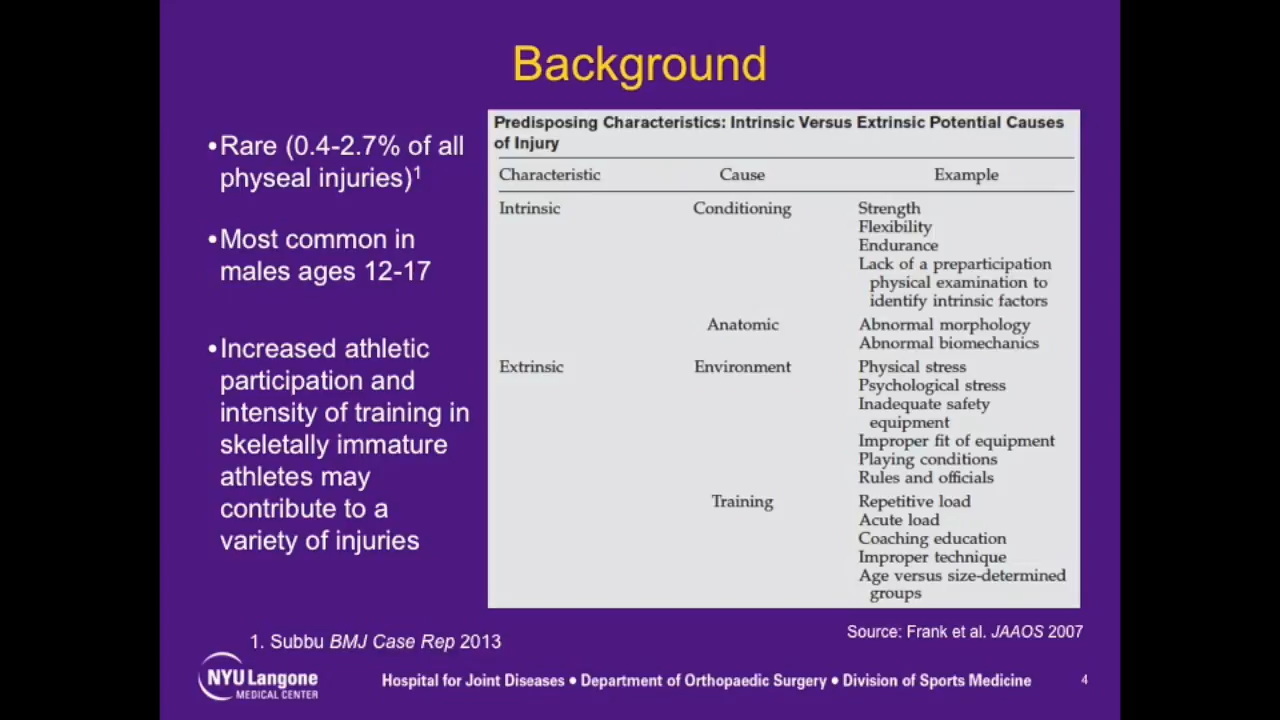 Background
•Rare (0.4-2.7% of all
physeal injuries)¹
•Most common in
males ages 12-17
•Increased athletic
participation and
intensity of training in
skeletally immature
athletes may
contribute to a
variety of injuries
Predisposing Characteristics: Intrinsic Versus Extrinsic Potential Causes
of Injury
Characteristic Cause Example
Intrinsic Conditioning Strength
Flexibility
Endurance
Lack of a preparticipation
physical examination to
identify intrinsic factors
Anatomic Abnormal morphology
Abnormal biomechanics
Extrinsic Environment Physical stress
Psychological stress
Inadequate safety
equipment
Improper fit of equipment
Playing conditions
Rules and officials
Training Repetitive load
Acute load
Coaching education
Improper technique
Age versus size-determined
groups
Source: Frank et al. JAAOS 2007
1. Subbu BMJ Case Rep 2013
NYU Langone
MEDICAL CENTER
Hospital for Joint Diseases • Department of Orthopaedic Surgery • Division of Sports Medicine
4